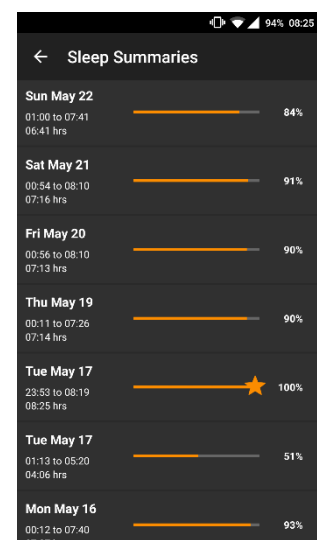 94% 08:25
Sleep Summaries
Sun May 22
01:00 to 07:41
06:41 hrs
84%
Sat May 21
00:54 to 08:10
07:16 hrs
91%
Fri May 20
00:56 to 08:10
07:13 hrs
90%
Thu May 19
00:11 to 07:26
07:14 hrs
90%
Tue May 17
23:53 to 08:19
08:25 hrs
100%
Tue May 17
01:13 to 05:20
04:06 hrs
51%
Mon May 16
00:12 to 07:40
93%